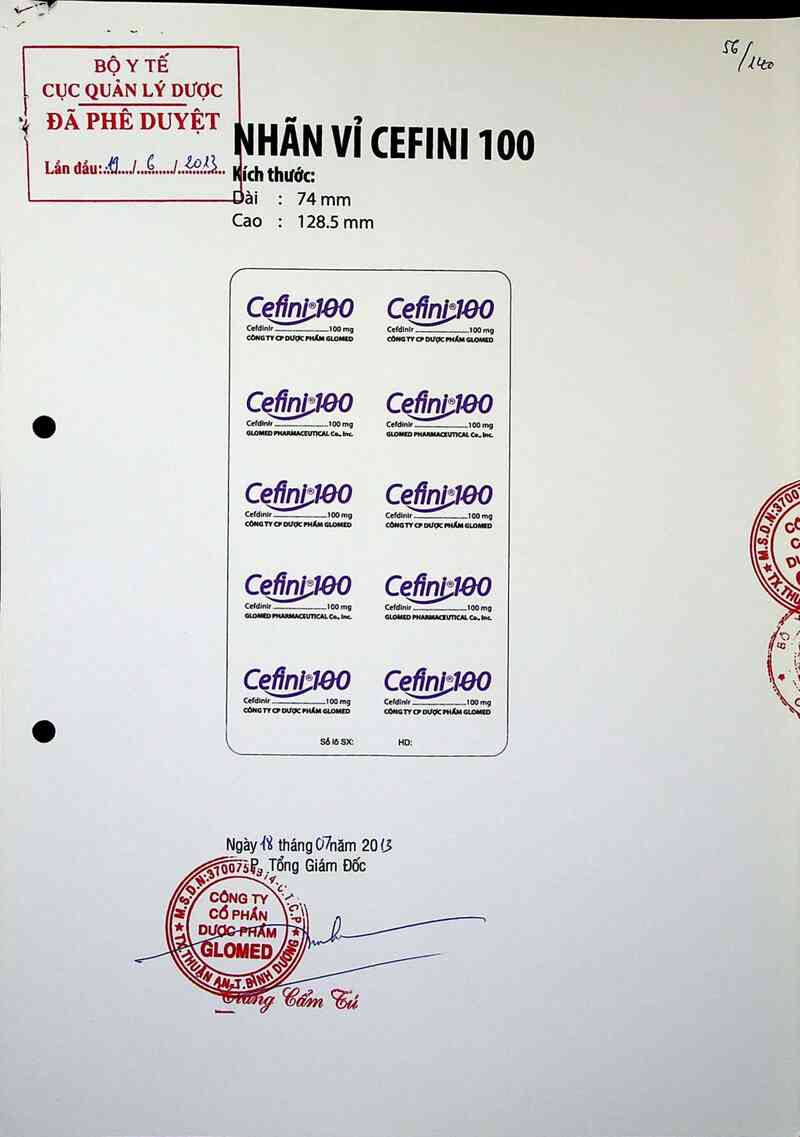 56/140
BỘ Y TẾ
CỤC QUẢN LÝ DƯỢC
ĐÃ PHÊ DUYỆT
Lần đầu: 19 / 6 / 2013
NHÃN VỈ CEFINI 100
Kích thước:
Dài : 74 mm
Cao : 128.5 mm
Cefini®100 Cefini®100
Cefdinir 100 mg Cefdinir 100 mg
CÔNG TY CP DƯỢC PHẨM GLOMED CÔNG TY CP DƯỢC PHẨM GLOMED
Cefini®100 Cefini®100
Cefdinir 100 mg Cefdinir 100 mg
GLOMED PHARMACEUTICAL Co., Inc. GLOMED PHARMACEUTICAL Co., Inc.
Cefini®100 Cefini®100
Cefdinir 100 mg Cefdinir 100 mg
CÔNG TY CP DƯỢC PHẨM GLOMED CÔNG TY CP DƯỢC PHẨM GLOMED
Cefini®100 Cefini®100
Cefdinir 100 mg Cefdinir 100 mg
GLOMED PHARMACEUTICAL Co., Inc. GLOMED PHARMACEUTICAL Co., Inc.
Cefini®100 Cefini®100
Cefdinir 100 mg Cefdinir 100 mg
CÔNG TY CP DƯỢC PHẨM GLOMED CÔNG TY CP DƯỢC PHẨM GLOMED
Số lô SX: HD:
Ngày 18 tháng 07 năm 2013
P. Tổng Giám Đốc
CÔNG TY
CỔ PHẦN
DƯỢC PHẨM
GLOMED
TX.THUẬN AN-T.BÌNH DƯƠNG
Cẩm Tú
M.S.D.N:3700